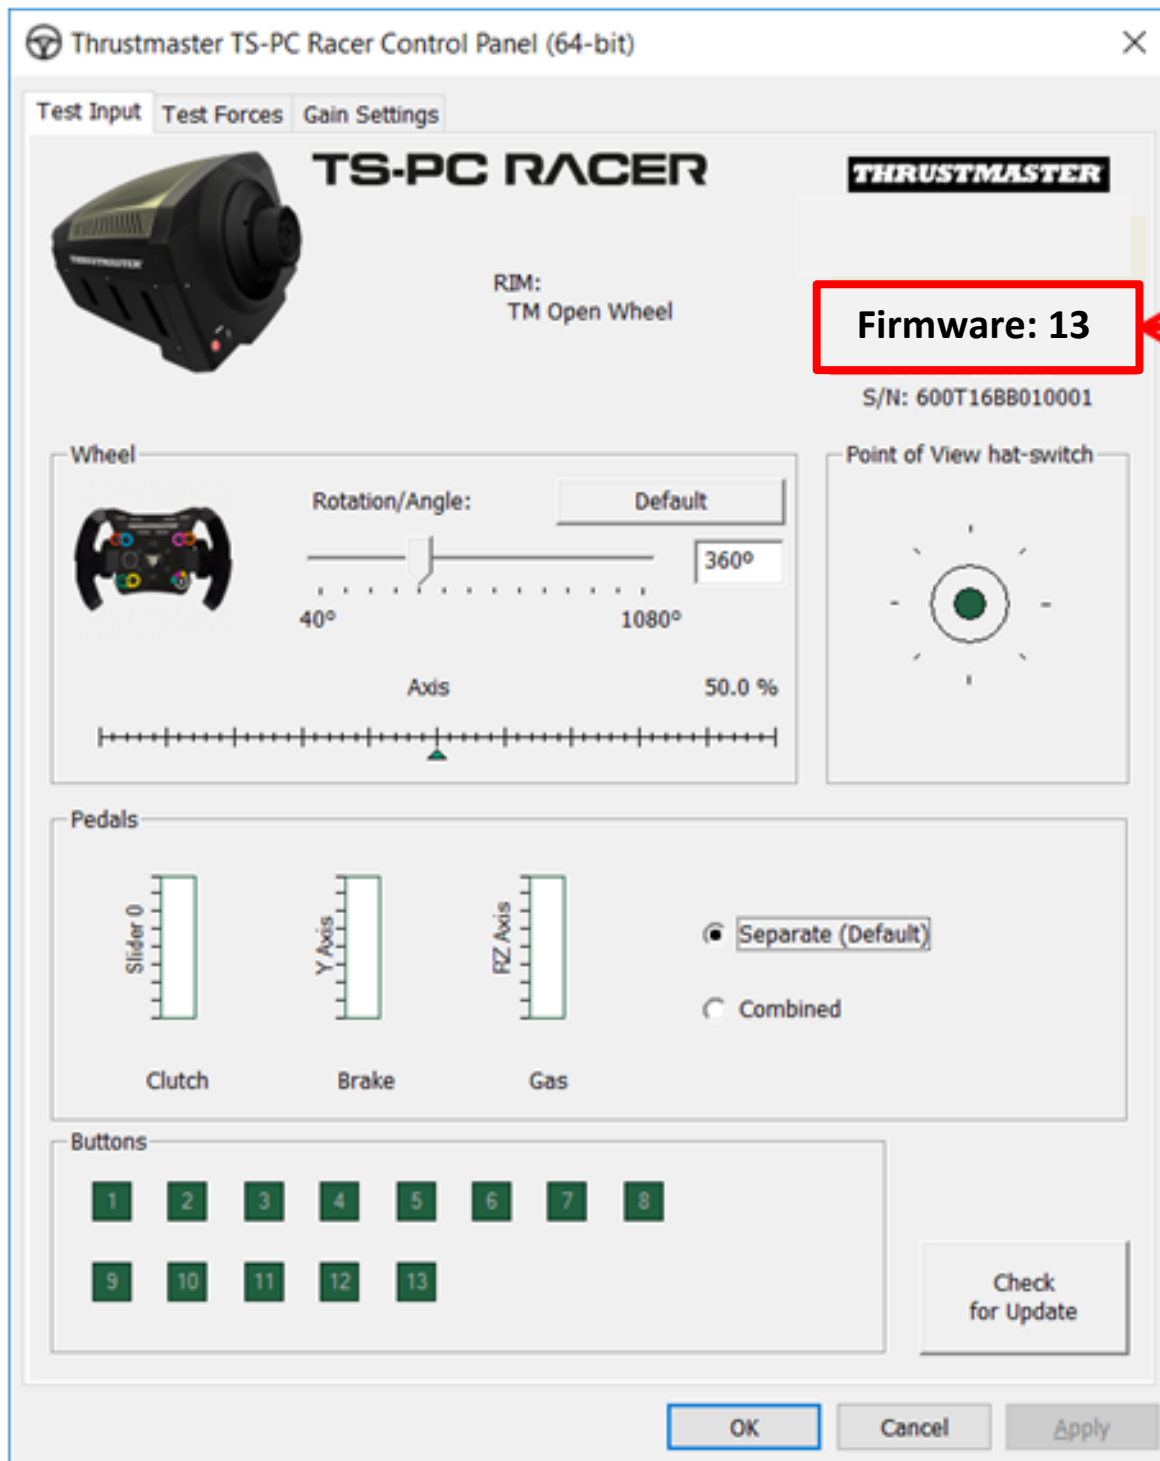 Thrustmaster TS-PC Racer Control Panel (64-bit)
Test Input Test Forces Gain Settings
TS-PC RACER
THRUSTMASTER
THRUSTMASTER
RIM:
TM Open Wheel
Firmware: 13
S/N: 600T16BB010001
Wheel
Rotation/Angle:
Default
360º
40º
1080º
Axis
50.0 %
Point of View hat-switch
Pedals
Slider 0
Y Axis
RZ Axis
Clutch
Brake
Gas
Separate (Default)
Combined
Buttons
1 2 3 4 5 6 7 8
9 10 11 12 13
Check
for Update
OK Cancel Apply